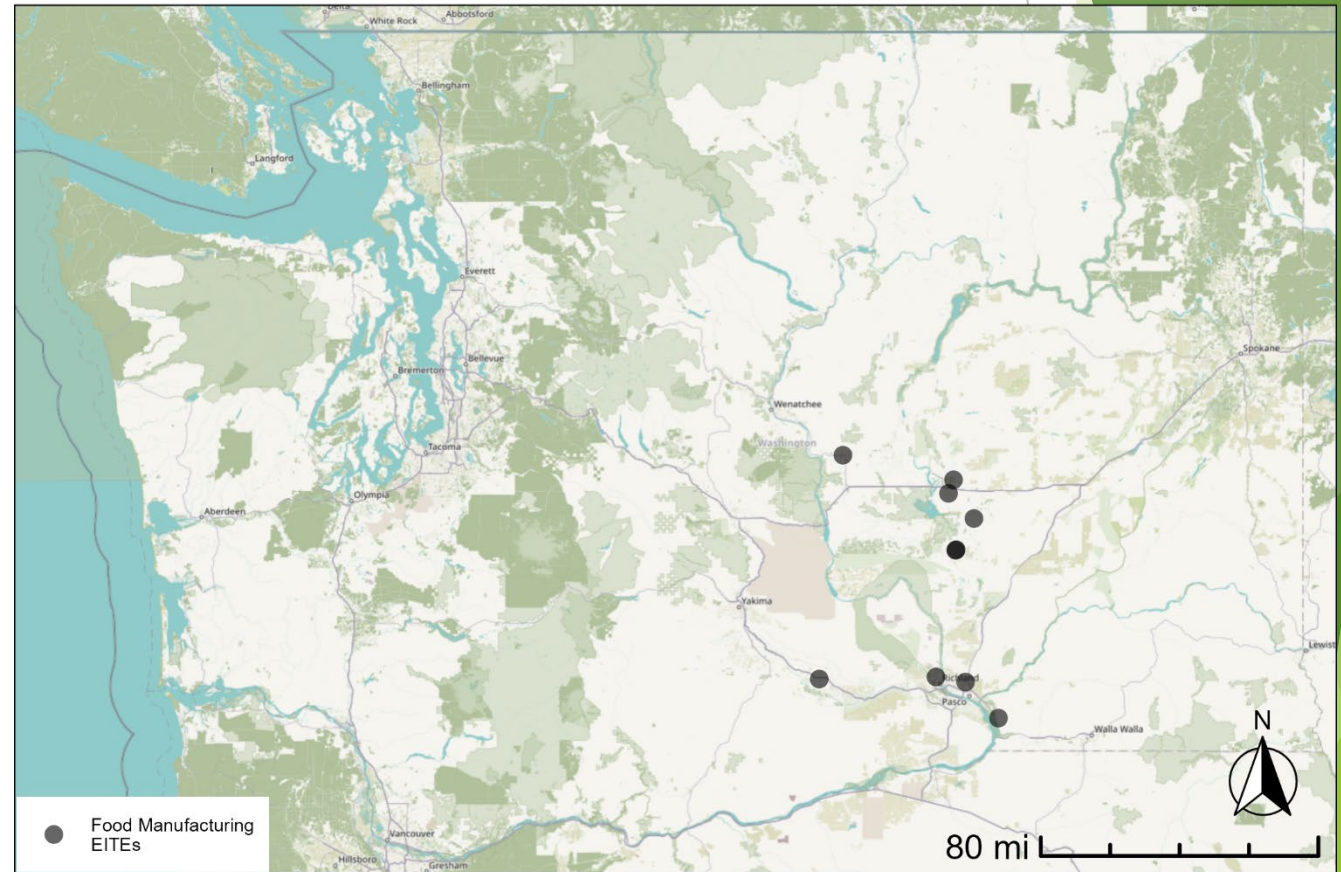 White Rock
Abbotsford
Bellingham
Langford
Everett
Bellevue
Bremerton
Spokane
Wenatchee
Washington
Tacoma
Olympia
Aberdeen
Yakima
Lewist
Richland
Pasco
Walla Walla
N
Food Manufacturing
EITEs
Vancouver
Hillsboro
Gresham
80 mi